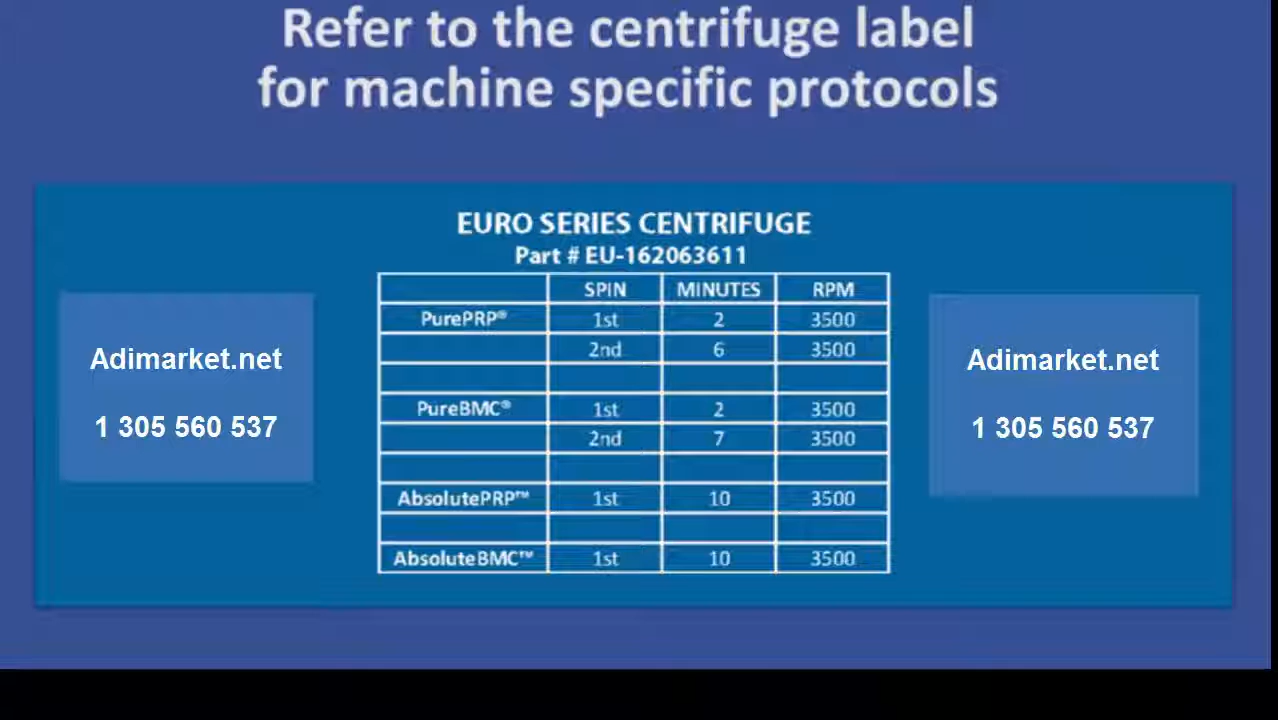 Refer to the centrifuge label
for machine specific protocols
EURO SERIES CENTRIFUGE
Part # EU-162063611
SPIN MINUTES RPM
PurePRP® 1st 2 3500
2nd 6 3500
PureBMC® 1st 2 3500
2nd 7 3500
AbsolutePRP™ 1st 10 3500
AbsoluteBMC™ 1st 10 3500
Adimarket.net
1 305 560 537
Adimarket.net
1 305 560 537